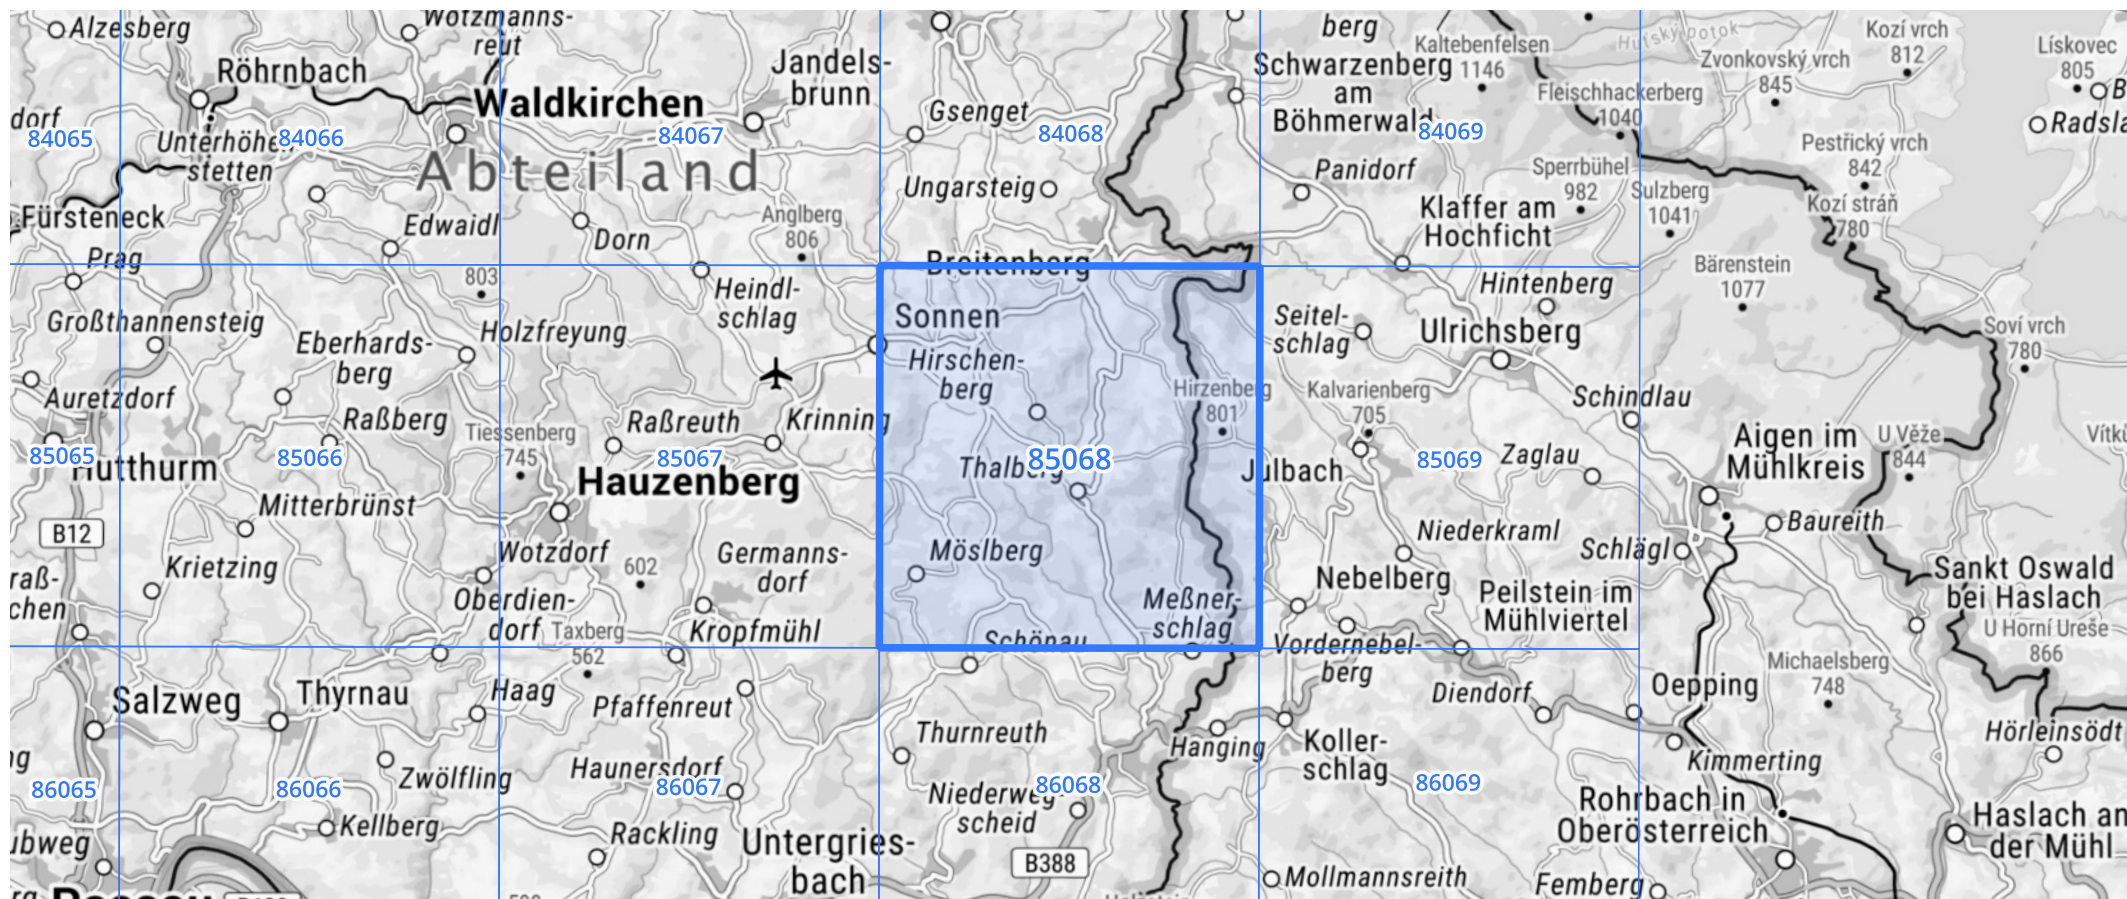 Alzesberg
Wotzmanns-
reut
Röhrnbach
Waldkirchen
Jandels-
brunn
Gsenget
berg
Schwarzenberg
am
Böhmerwald
Kaltebenfelsen
1146
Huťský potok
Zvonkovský vrch
845
Kozí vrch
812
Lískovec
805
Fleischhackerberg
1040
dorf
84065
Unterhöhen
stetten
84066
84067
84068
84069
Abteiland
Pestřický vrch
842
Panidorf
Sperrbühel
982
Sulzberg
1041
Ungarsteig
Fürsteneck
Edwaidl
Dorn
Anglberg
806
Klaffer am
Hochficht
Kozí stráň
780
Prag
803
Heindl-
schlag
Breitenberg
Bärenstein
1077
Hintenberg
Großthannensteig
Eberhards-
berg
Holzfreyung
Sonnen
Hirschen-
berg
Seitel-
schlag
Ulrichsberg
Soví vrch
780
Auretzdorf
Raßberg
Tiessenberg
745
Raßreuth
Krinning
Hirzenberg
801
Kalvarienberg
705
Schindlau
Aigen im
Mühlkreis
U Věže
844
85065
Hutthurm
85066
85067
Hauzenberg
Thalberg
85068
Julbach
85069
Zaglau
Mitterbrünst
B12
Krietzing
Wotzdorf
602
Germanns-
dorf
Möslberg
Niederkraml
Schlägl
Baureith
Nebelberg
Peilstein im
Mühlviertel
Sankt Oswald
bei Haslach
Oberdien-
dorf
Taxberg
562
Kropfmühl
Schönau
Meßner-
schlag
Vordernebel-
berg
U Horní Ureše
866
Michaelsberg
748
Salzweg
Thyrnau
Haag
Pfaffenreut
Thurnreuth
Hanging
Koller-
schlag
Diendorf
Oepping
Hörleinsödt
Kimmerting
86065
86066
Zwölfling
Haunersdorf
86067
86068
Niederweg-
scheid
86069
Rohrbach in
Oberösterreich
Haslach an
der Mühl
Kellberg
Rackling
Untergries-
bach
B388
Mollmannsreith
Femberg